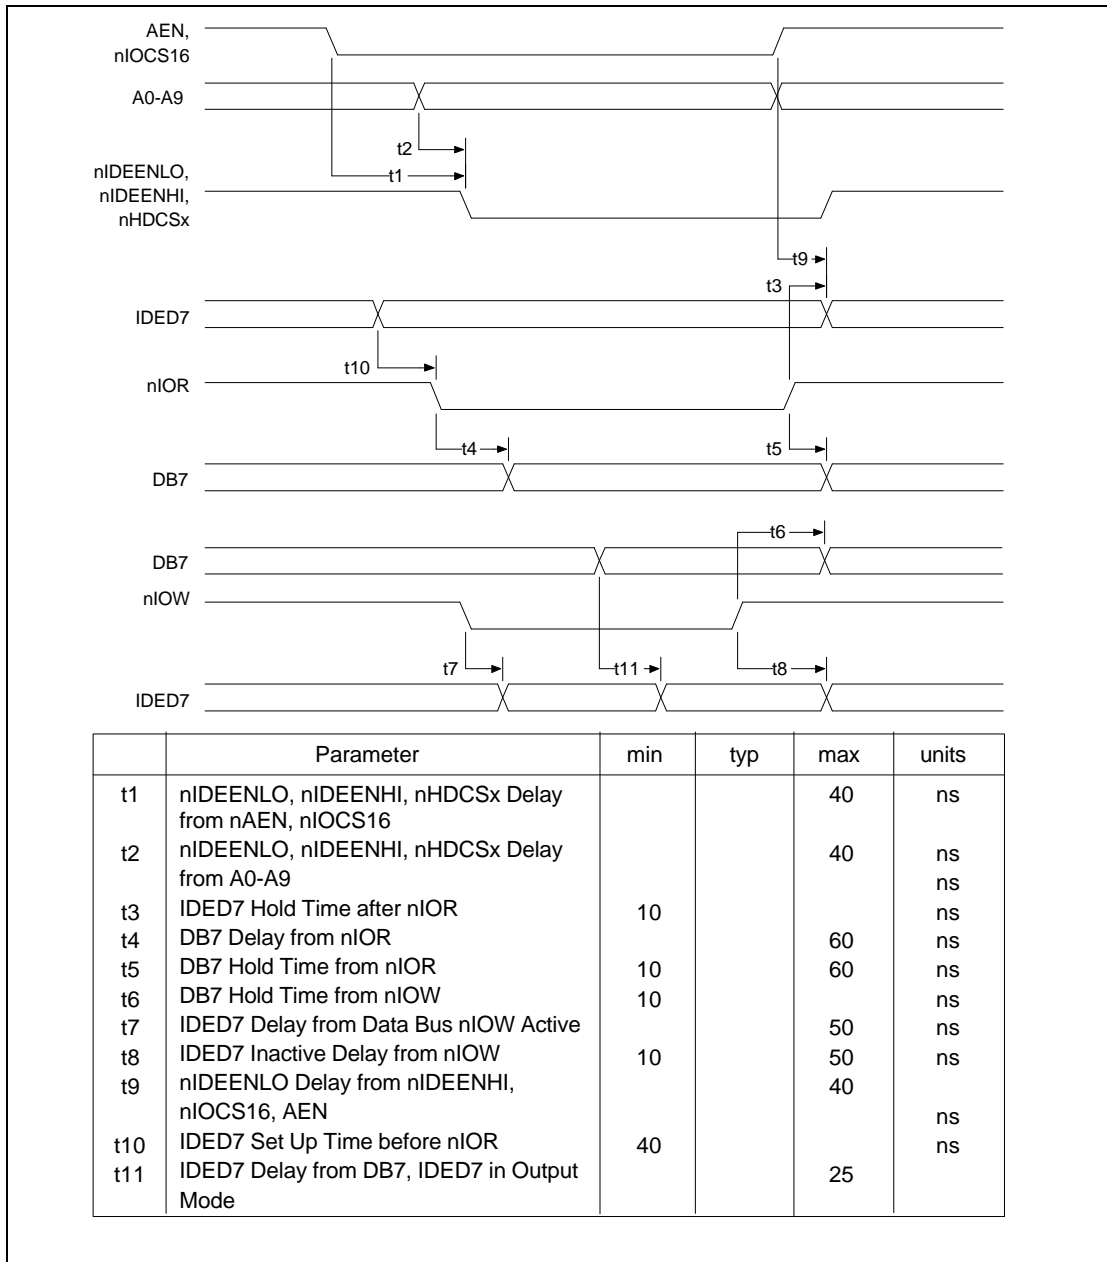 AEN,
nIOCS16
A0-A9
t2
t1
nIDEENLO,
nIDEENHI,
nHDCSx
t9
t3
IDED7
t10
nIOR
t4
t5
DB7
t6
DB7
nIOW
t7
t11
t8
IDED7
Parameter min typ max units
t1 nIDEENLO, nIDEENHI, nHDCSx Delay 40 ns
from nAEN, nIOCS16
t2 nIDEENLO, nIDEENHI, nHDCSx Delay 40 ns
from A0-A9 ns
t3 IDED7 Hold Time after nIOR 10 ns
t4 DB7 Delay from nIOR 60 ns
t5 DB7 Hold Time from nIOR 10 60 ns
t6 DB7 Hold Time from nIOW 10 ns
t7 IDED7 Delay from Data Bus nIOW Active 50 ns
t8 IDED7 Inactive Delay from nIOW 10 50 ns
t9 nIDEENLO Delay from nIDEENHI, 40
nIOCS16, AEN ns
t10 IDED7 Set Up Time before nIOR 40 ns
t11 IDED7 Delay from DB7, IDED7 in Output 25
Mode